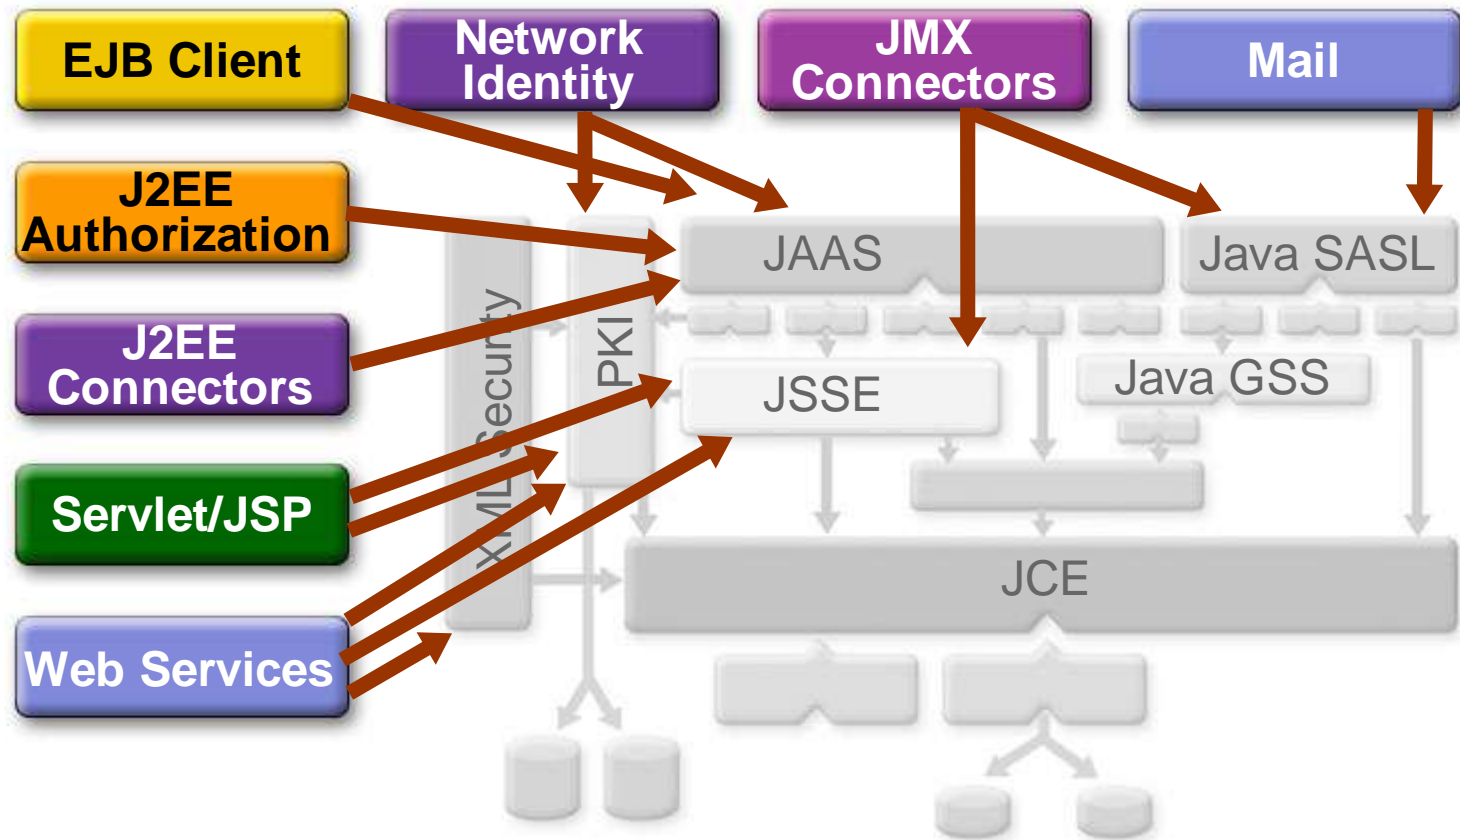 EJB Client
Network
Identity
JMX
Connectors
Mail
J2EE
Authorization
J2EE
Connectors
Servlet/JSP
Web Services
XML Security
PKI
JAAS
Java SASL
JSSE
Java GSS
JCE